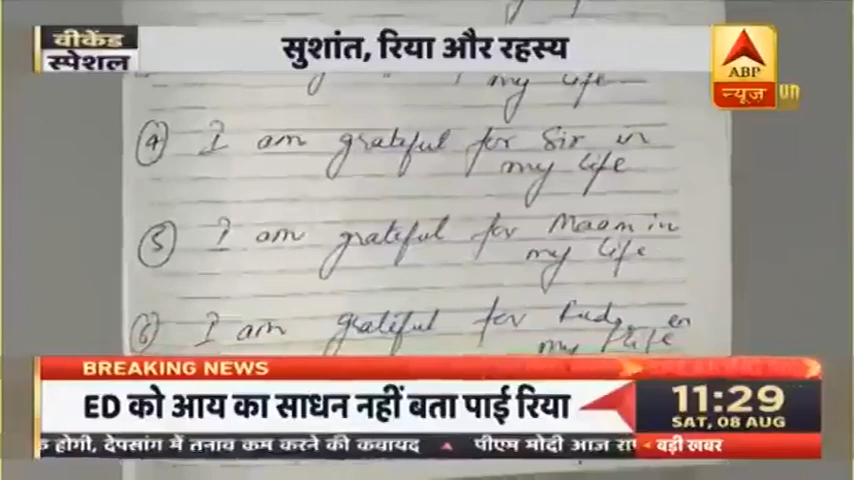 वीकेंड
स्पेशल
सुशांत, रिया और रहस्य
ABP
न्यूज़
my life
④ I am grateful for Sir in
my life
⑤ I am grateful for Maam in
my life
⑥ I am grateful for in
my life
BREAKING NEWS
ED को आय का साधन नहीं बता पाई रिया
11:29
SAT, 08 AUG
होगी, देपसांग में तनाव कम करने की कवायद
पीएम मोदी आज
बड़ी खबर